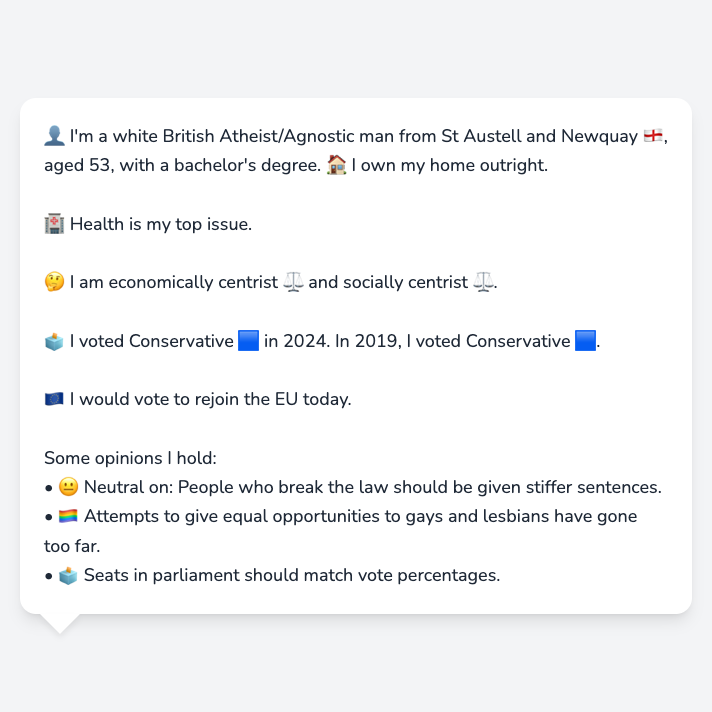 👤 I'm a white British Atheist/Agnostic man from St Austell and Newquay 🏴󠁧󠁢󠁥󠁮󠁧󠁿,
aged 53, with a bachelor's degree. 🏠 I own my home outright.
🏥 Health is my top issue.
🤔 I am economically centrist ⚖️ and socially centrist ⚖️.
🗳️ I voted Conservative 🟦 in 2024. In 2019, I voted Conservative 🟦.
🇪🇺 I would vote to rejoin the EU today.
Some opinions I hold:
• 😐 Neutral on: People who break the law should be given stiffer sentences.
• 🏳️‍🌈 Attempts to give equal opportunities to gays and lesbians have gone
too far.
• 🗳️ Seats in parliament should match vote percentages.